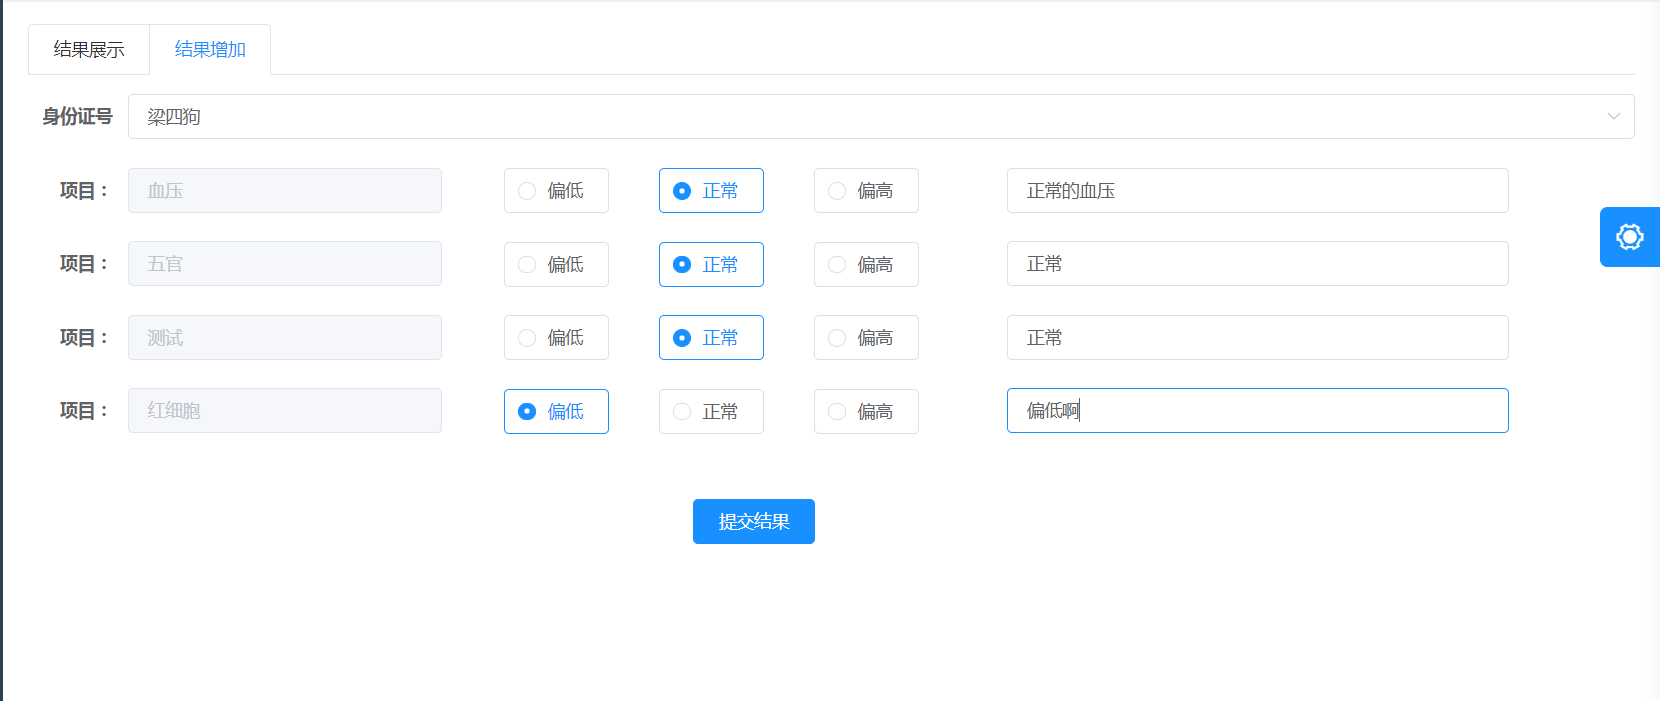 结果展示 结果增加
身份证号 梁四狗
项目： 血压 偏低 正常 偏高 正常的血压
项目： 五官 偏低 正常 偏高 正常
项目： 测试 偏低 正常 偏高 正常
项目： 红细胞 偏低 正常 偏高 偏低啊
提交结果